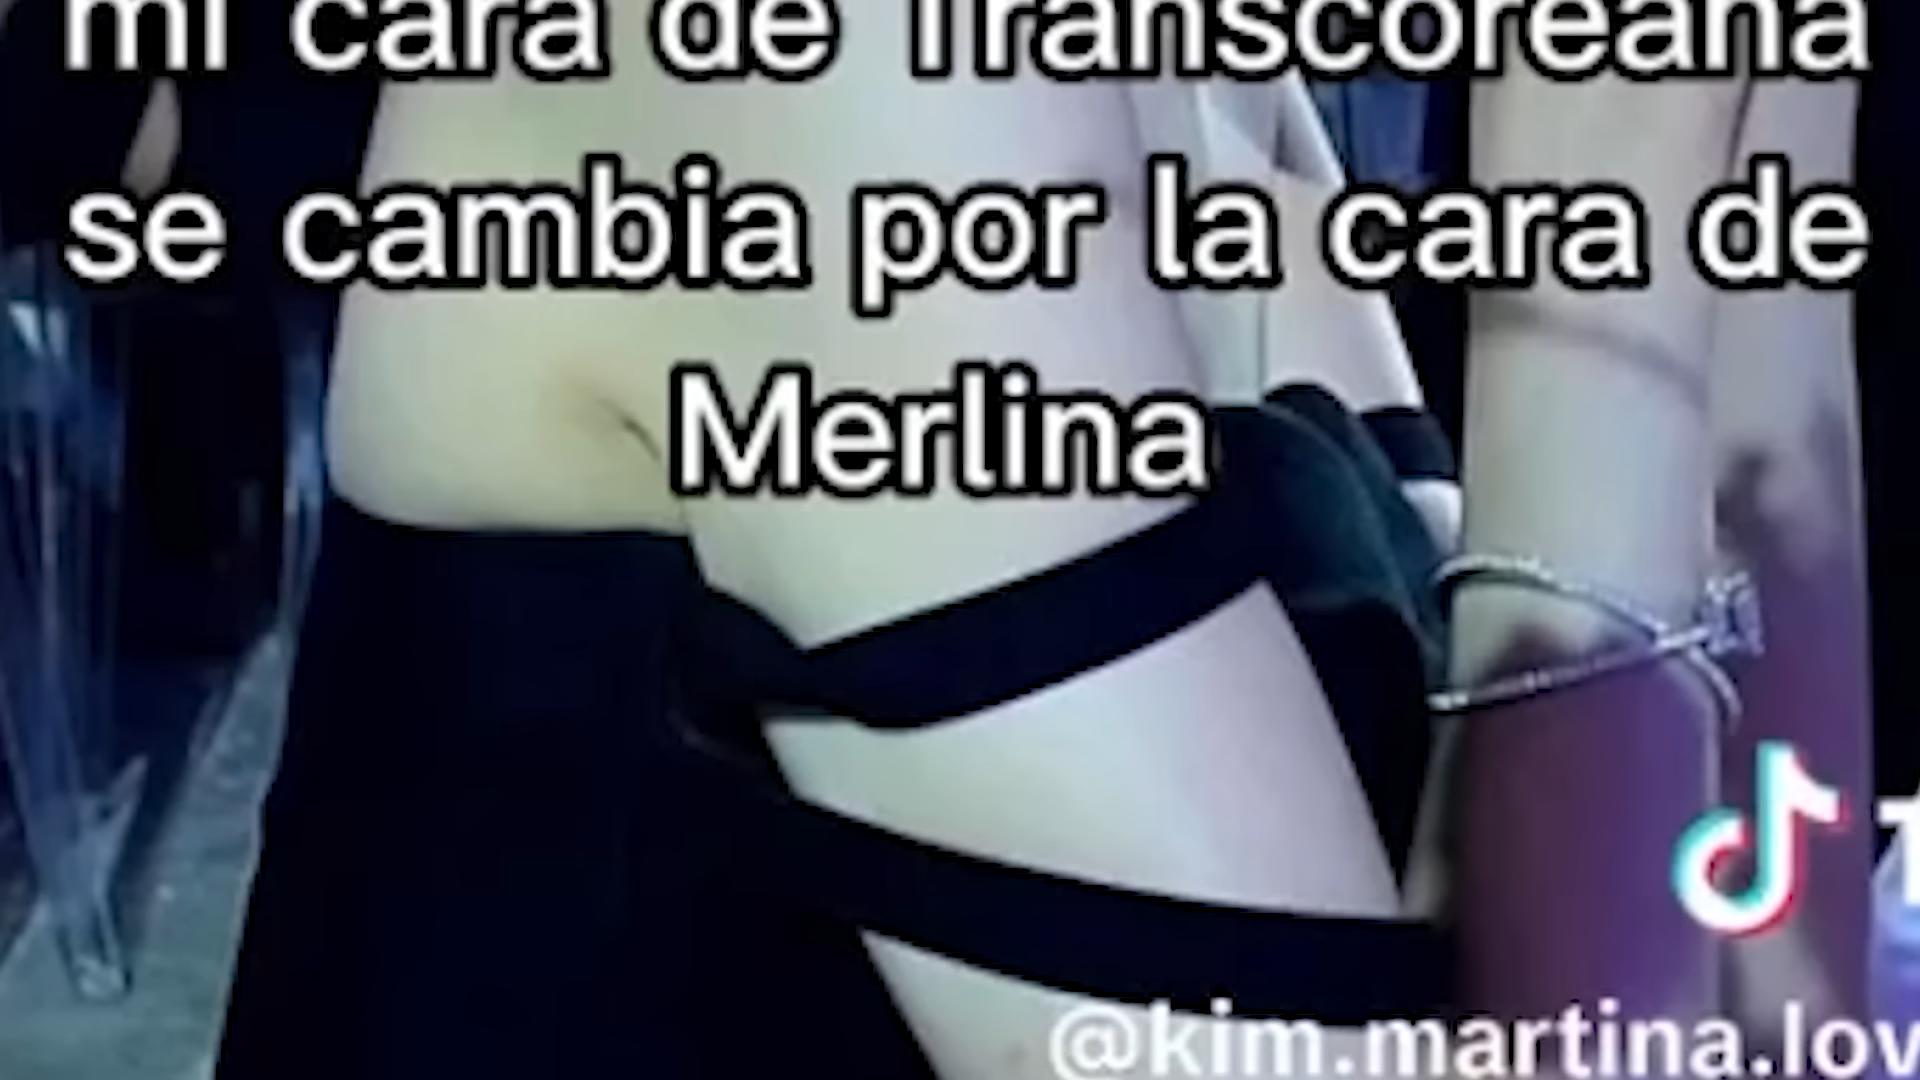 mi cara de Transcoreana
se cambia por la cara de
Merlina
@kim.martina.lov